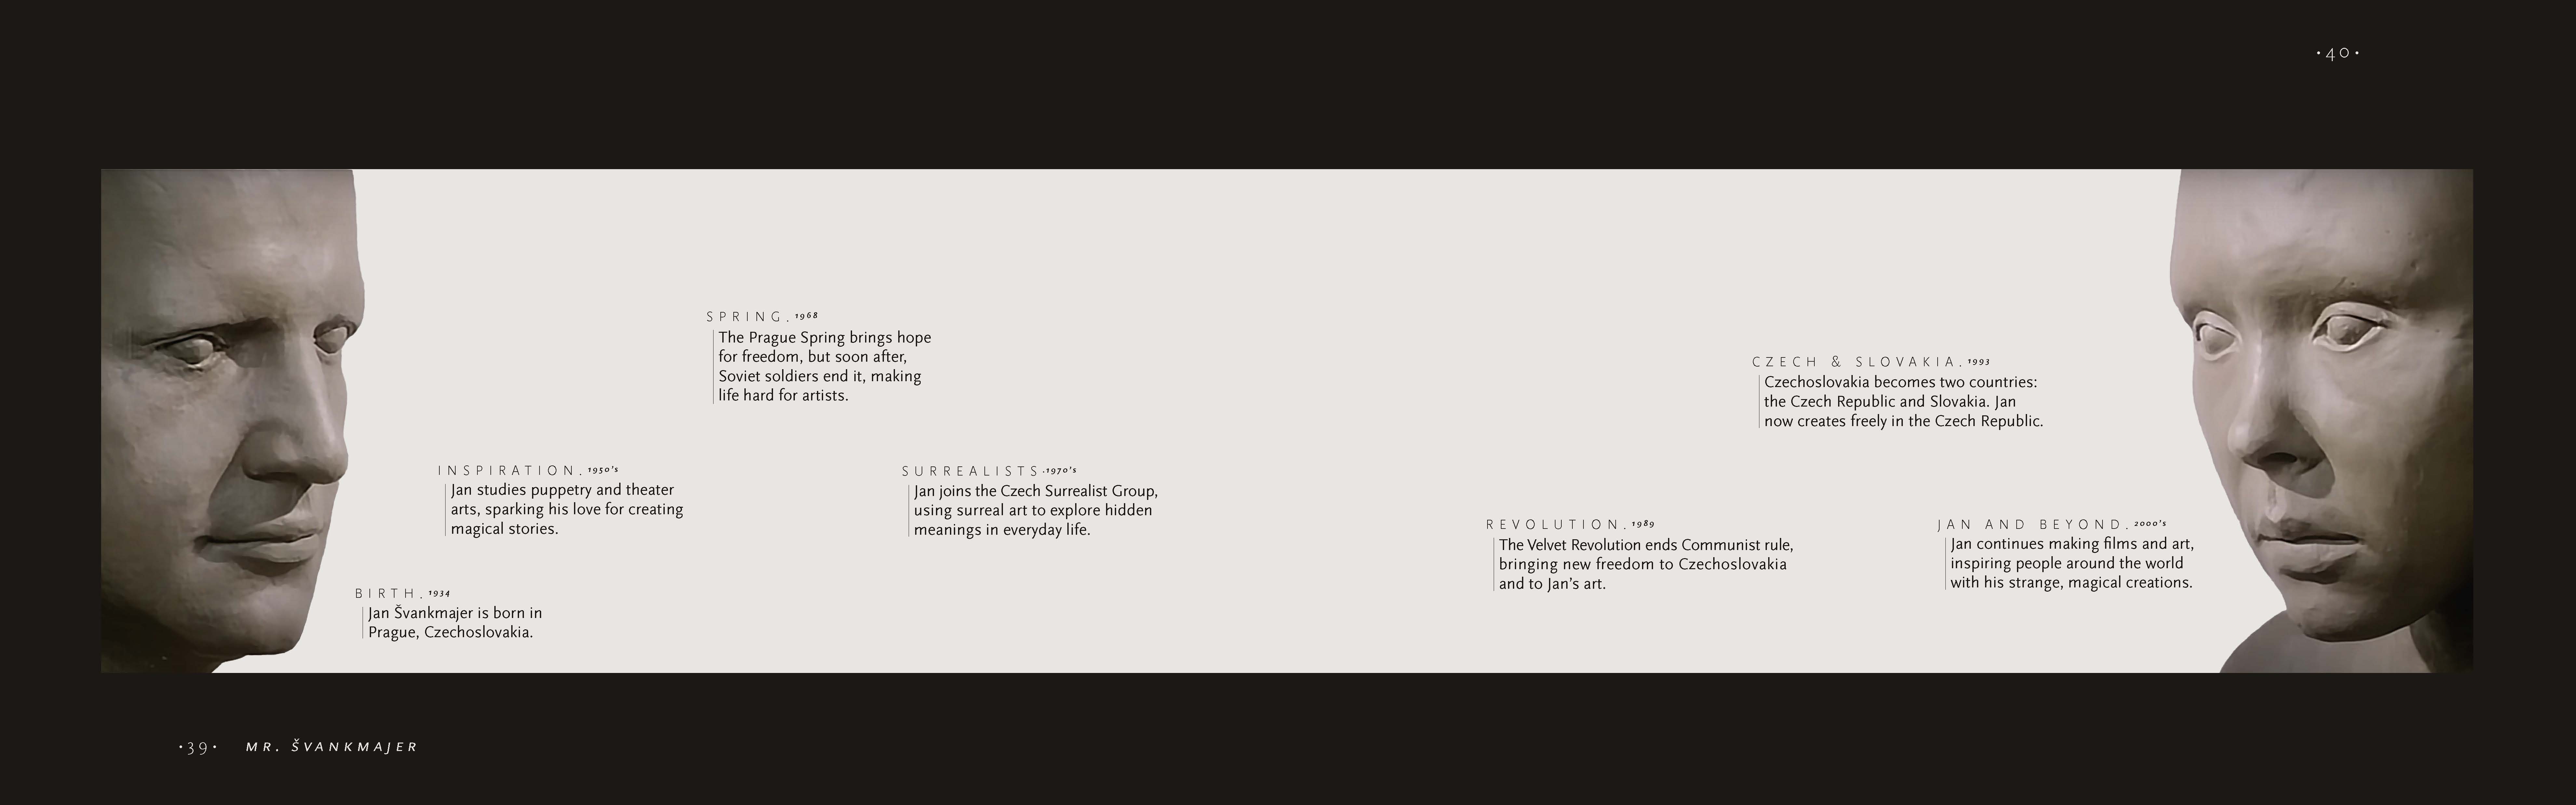 ·40·
SPRING.1968
The Prague Spring brings hope
for freedom, but soon after,
Soviet soldiers end it, making
life hard for artists.
INSPIRATION.1950's
Jan studies puppetry and theater
arts, sparking his love for creating
magical stories.
SURREALISTS.1970's
Jan joins the Czech Surrealist Group,
using surreal art to explore hidden
meanings in everyday life.
BIRTH.1934
Jan Švankmajer is born in
Prague, Czechoslovakia.
CZECH & SLOVAKIA.1993
Czechoslovakia becomes two countries:
the Czech Republic and Slovakia. Jan
now creates freely in the Czech Republic.
REVOLUTION.1989
The Velvet Revolution ends Communist rule,
bringing new freedom to Czechoslovakia
and to Jan’s art.
JAN AND BEYOND.2000's
Jan continues making films and art,
inspiring people around the world
with his strange, magical creations.
·39· MR. ŠVANKMAJER